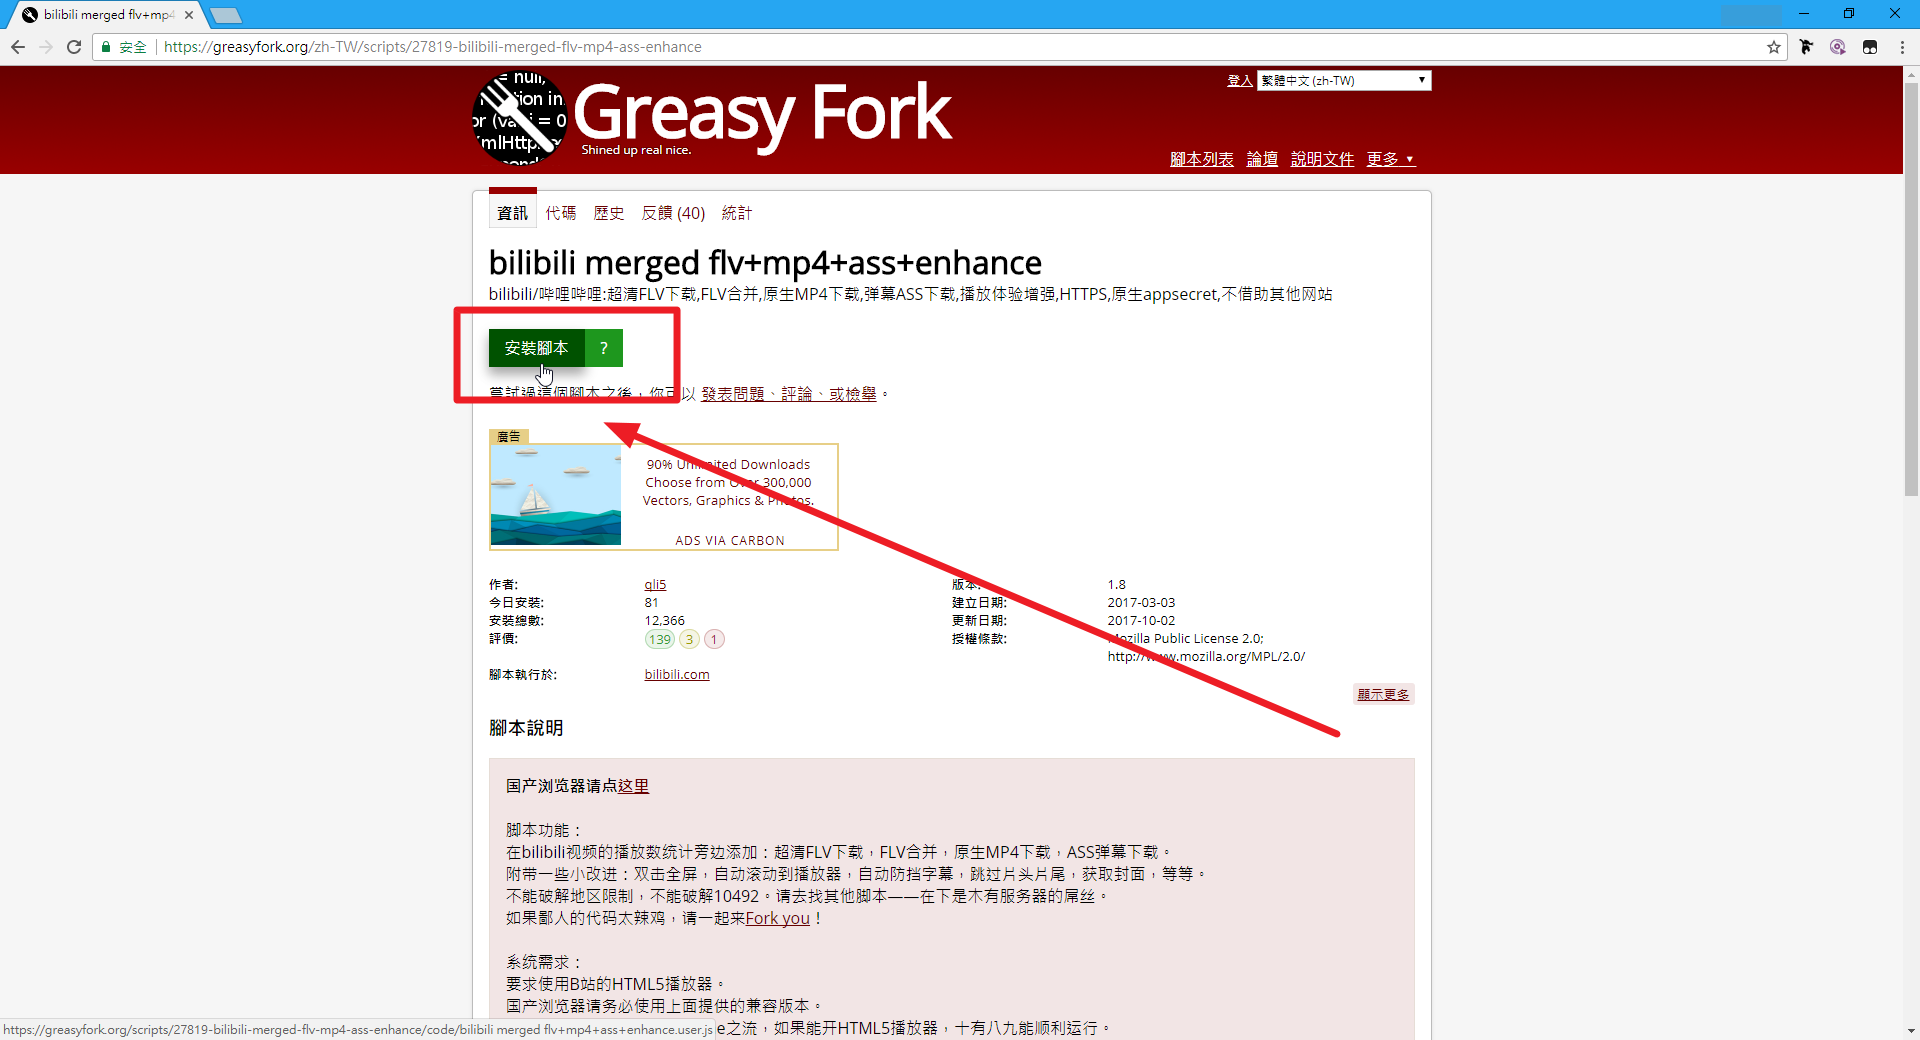 bilibili merged flv+mp4
安全 https://greasyfork.org/zh-TW/scripts/27819-bilibili-merged-flv-mp4-ass-enhance
Greasy Fork
Shined up real nice.
登入 繁體中文 (zh-TW)
腳本列表 論壇 說明文件 更多
資訊 代碼 歷史 反饋 (40) 統計
bilibili merged flv+mp4+ass+enhance
bilibili/哔哩哔哩:超清FLV下载,FLV合并,原生MP4下载,弹幕ASS下载,播放体验增强,HTTPS,原生appsecret,不借助其他网站
安裝腳本 ?
嘗試過這個腳本之後，你可以 發表問題、評論、或檢舉。
廣告
90% Unlimited Downloads
Choose from Over 300,000
Vectors, Graphics & Photos.
ADS VIA CARBON
作者: qli5 版本: 1.8
今日安裝: 81 建立日期: 2017-03-03
安裝總數: 12,366 更新日期: 2017-10-02
評價: 139 3 1 授權條款: Mozilla Public License 2.0;
http://www.mozilla.org/MPL/2.0/
腳本執行於: bilibili.com
顯示更多
腳本說明
国产浏览器请点这里
脚本功能：
在bilibili视频的播放数统计旁边添加：超清FLV下载，FLV合并，原生MP4下载，ASS弹幕下载。
附带一些小改进：双击全屏，自动滚动到播放器，自动防挡字幕，跳过片头片尾，获取封面，等等。
不能破解地区限制，不能破解10492。请去找其他脚本——在下是木有服务器的屌丝。
如果鄙人的代码太辣鸡，请一起来Fork you！
系统需求：
要求使用B站的HTML5播放器。
国产浏览器请务必使用上面提供的兼容版本。
e之流，如果能开HTML5播放器，十有八九能顺利运行。
https://greasyfork.org/scripts/27819-bilibili-merged-flv-mp4-ass-enhance/code/bilibili merged flv+mp4+ass+enhance.user.js